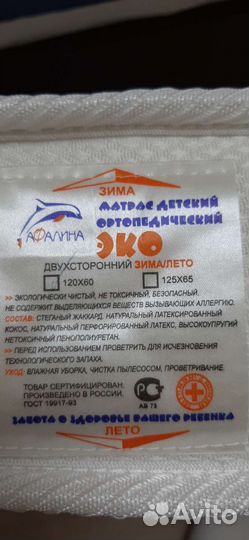 ЗИМА
МАТРАС ДЕТСКИЙ
ОРТОПЕДИЧЕСКИЙ
АФАЛИНА
ЭКО
ДВУХСТОРОННИЙ ЗИМА/ЛЕТО
120X60 125X65
>> ЭКОЛОГИЧЕСКИ ЧИСТЫЙ, НЕ ТОКСИЧНЫЙ, БЕЗОПАСНЫЙ,
НЕ СОДЕРЖИТ ВЫДЕЛЯЮЩИХСЯ ВЕЩЕСТВ ВЫЗЫВАЮЩИХ АЛЛЕРГИЮ.
СОСТАВ: СТЕГАНЫЙ ЖАККАРД, НАТУРАЛЬНЫЙ ЛАТЕКСИРОВАННЫЙ
КОКОС, НАТУРАЛЬНЫЙ ПЕРФОРИРОВАННЫЙ ЛАТЕКС, ВЫСОКОУПРУГИЙ
НЕТОКСИЧНЫЙ ПЕНОПОЛИУРЕТАН.
>> ПЕРЕД ИСПОЛЬЗОВАНИЕМ ПРОВЕТРИТЬ ДЛЯ ИСЧЕЗНОВЕНИЯ
ТЕХНОЛОГИЧЕСКОГО ЗАПАХА.
УХОД: ВЛАЖНАЯ УБОРКА, ЧИСТКА ПЫЛЕСОСОМ, ПРОВЕТРИВАНИЕ.
ТОВАР СЕРТИФИЦИРОВАН.
ПРОИЗВЕДЕНО В РОССИИ.
ГОСТ 19917-93
АВ 73
ЗАБОТА О ЗДОРОВЬЕ ВАШЕГО РЕБЕНКА
ЛЕТО
Avito